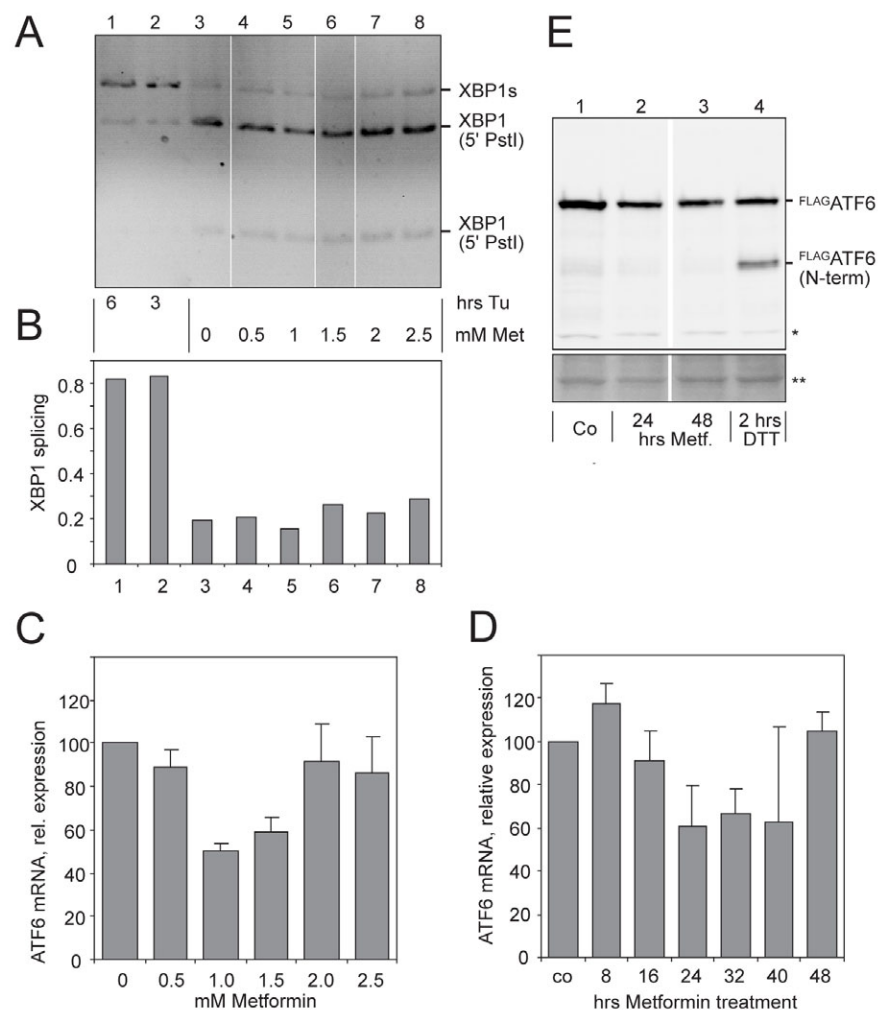 A
1 2 3 4 5 6 7 8
XBP1s
XBP1
(5' PstI)
XBP1
(5' PstI)
6 3 hrs Tu
0 0.5 1 1.5 2 2.5 mM Met
B
XBP1 splicing
0.8
0.6
0.4
0.2
0
1 2 3 4 5 6 7 8
E
1 2 3 4
FLAGATF6
FLAGATF6
(N-term)
*
**
Co 24 48 2 hrs
hrs Metf. DTT
C
ATF6 mRNA, rel. expression
120
100
80
60
40
20
0
0 0.5 1.0 1.5 2.0 2.5
mM Metformin
D
ATF6 mRNA, relative expression
120
100
80
60
40
20
0
co 8 16 24 32 40 48
hrs Metformin treatment